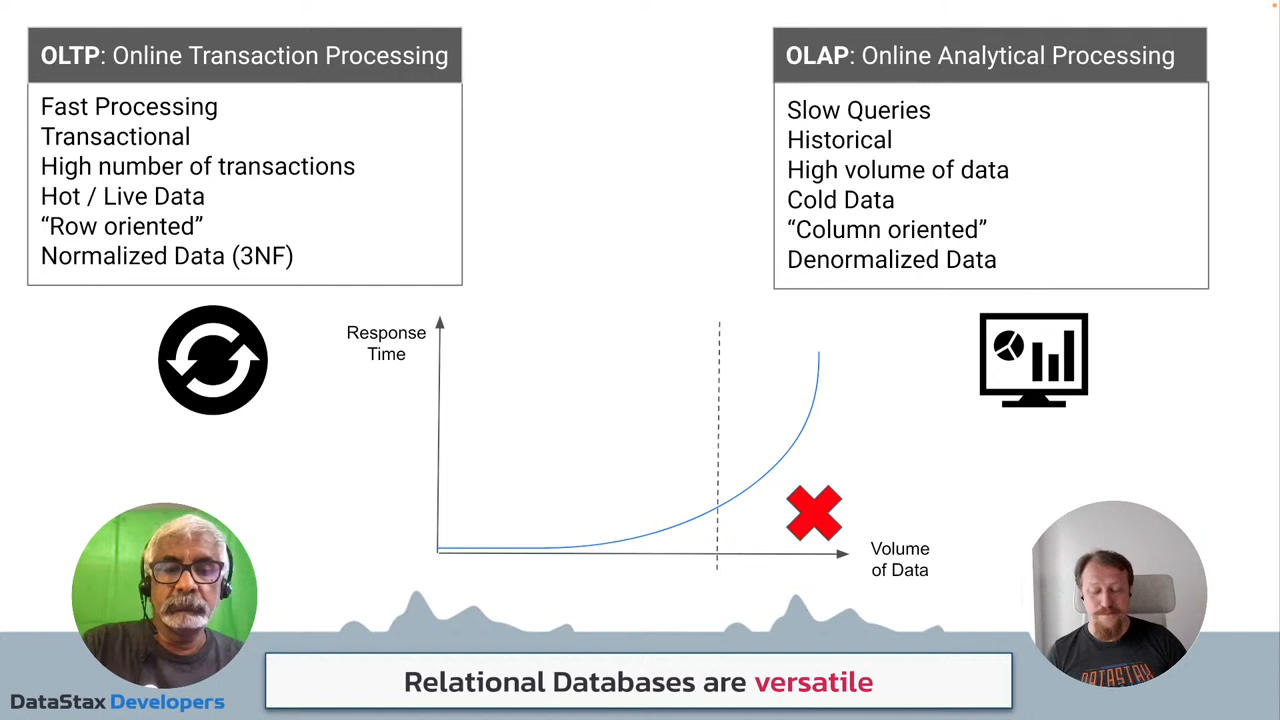 OLTP: Online Transaction Processing
Fast Processing
Transactional
High number of transactions
Hot / Live Data
“Row oriented”
Normalized Data (3NF)
OLAP: Online Analytical Processing
Slow Queries
Historical
High volume of data
Cold Data
“Column oriented”
Denormalized Data
Response
Time
Volume
of Data
DATASTAX
Relational Databases are versatile
DataStax Developers